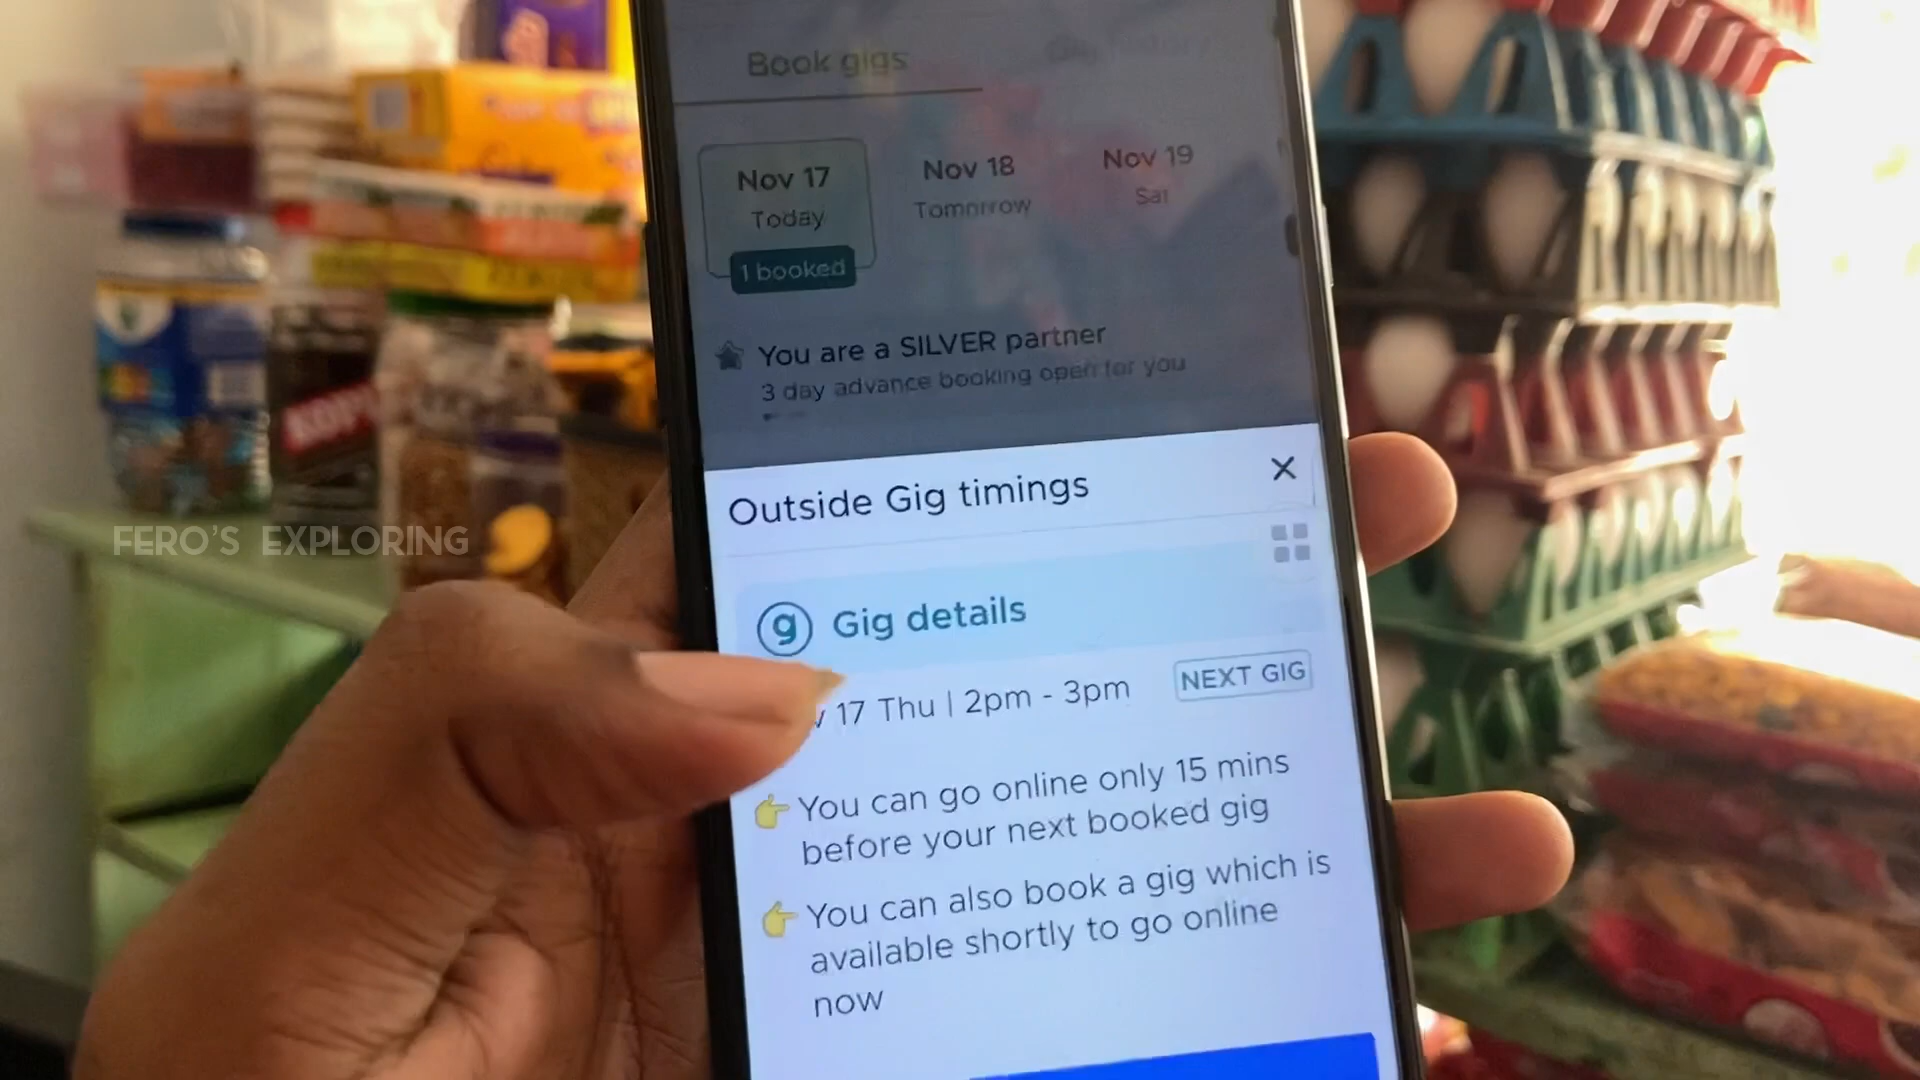 Book gigs
Nov 17
Today
1 booked
Nov 18
Tomorrow
Nov 19
Sat
You are a SILVER partner
3 day advance booking open for you
Outside Gig timings
g Gig details
v 17 Thu | 2pm - 3pm
NEXT GIG
You can go online only 15 mins
before your next booked gig
You can also book a gig which is
available shortly to go online
now
FERO'S EXPLORING